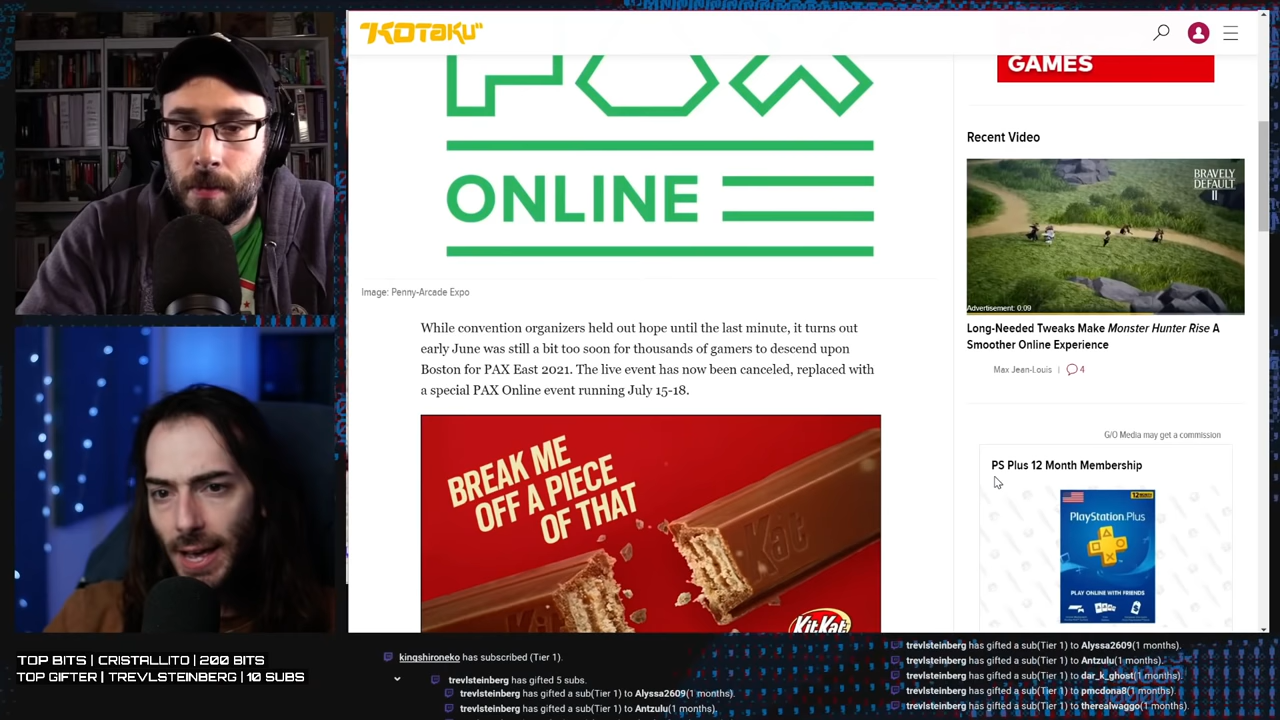 "KOTaKU"
GAMES
PAX
ONLINE
Image: Penny-Arcade Expo
While convention organizers held out hope until the last minute, it turns out
early June was still a bit too soon for thousands of gamers to descend upon
Boston for PAX East 2021. The live event has now been canceled, replaced with
a special PAX Online event running July 15-18.
BREAK ME
OFF A PIECE
OF THAT
Kat
KitKat
Recent Video
BRAVELY
DEFAULT
II
Advertisement: 0:09
Long-Needed Tweaks Make Monster Hunter Rise A
Smoother Online Experience
Max Jean-Louis | 4
G/O Media may get a commission
PS Plus 12 Month Membership
12 MONTH
PlayStation.Plus
PLAY ONLINE WITH FRIENDS
TOP BITS | CRISTALLITO | 200 BITS
TOP GIFTER | TREVLSTEINBERG | 10 SUBS
kingshironeko has subscribed (Tier 1).
trevlsteinberg has gifted 5 subs.
trevlsteinberg has gifted a sub(Tier 1) to Alyssa2609(1 months).
trevlsteinberg has gifted a sub(Tier 1) to Antzulu(1 months).
trevlsteinberg has gifted a sub(Tier 1) to Alyssa2609(1 months).
trevlsteinberg has gifted a sub(Tier 1) to Antzulu(1 months).
trevlsteinberg has gifted a sub(Tier 1) to dar_k_ghost(1 months).
trevlsteinberg has gifted a sub(Tier 1) to pmcdona8(1 months).
trevlsteinberg has gifted a sub(Tier 1) to therealwaggo(1 months).